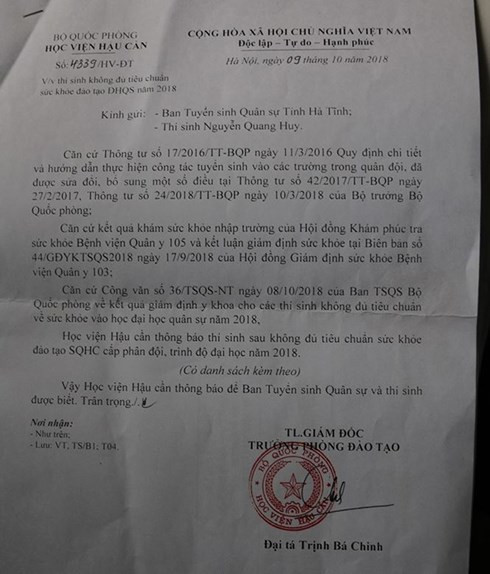 BỘ QUỐC PHÒNG
HỌC VIỆN HẬU CẦN
Số: 4339/HV-ĐT
V/v thí sinh không đủ tiêu chuẩn
sức khỏe đào tạo ĐHQS năm 2018
CỘNG HÒA XÃ HỘI CHỦ NGHĨA VIỆT NAM
Độc lập – Tự do – Hạnh phúc
Hà Nội, ngày 09 tháng 10 năm 2018
Kính gửi: - Ban Tuyển sinh Quân sự Tỉnh Hà Tĩnh;
- Thí sinh Nguyễn Quang Huy.
Căn cứ Thông tư số 17/2016/TT-BQP ngày 11/3/2016 Quy định chi tiết
và hướng dẫn thực hiện công tác tuyển sinh vào các trường trong quân đội, đã
được sửa đổi, bổ sung một số điều tại Thông tư số 42/2017/TT-BQP ngày
27/2/2017, Thông tư số 24/2018/TT-BQP ngày 10/3/2018 của Bộ trưởng Bộ
Quốc phòng;
Căn cứ kết quả khám sức khỏe nhập trường của Hội đồng Khám phúc tra
sức khỏe Bệnh viện Quân y 105 và kết luận giám định sức khỏe tại Biên bản số
44/GĐYKTSQS2018 ngày 17/9/2018 của Hội đồng Giám định sức khỏe Bệnh
viện Quân y 103;
Căn cứ Công văn số 36/TSQS-NT ngày 08/10/2018 của Ban TSQS Bộ
Quốc phòng về kết quả giám định y khoa cho các thí sinh không đủ tiêu chuẩn
về sức khỏe vào học đại học quân sự năm 2018,
Học viện Hậu cần thông báo thí sinh sau không đủ tiêu chuẩn sức khỏe
đào tạo SQHC cấp phân đội, trình độ đại học năm 2018.
(Có danh sách kèm theo)
Vậy Học viện Hậu cần thông báo để Ban Tuyển sinh Quân sự và thí sinh
được biết. Trân trọng./.
Nơi nhận:
- Như trên;
- Lưu: VT, TS/B1; T04.
TL.GIÁM ĐỐC
TRƯỞNG PHÒNG ĐÀO TẠO
BỘ QUỐC PHÒNG
HỌC VIỆN HẬU CẦN
Đại tá Trịnh Bá Chinh